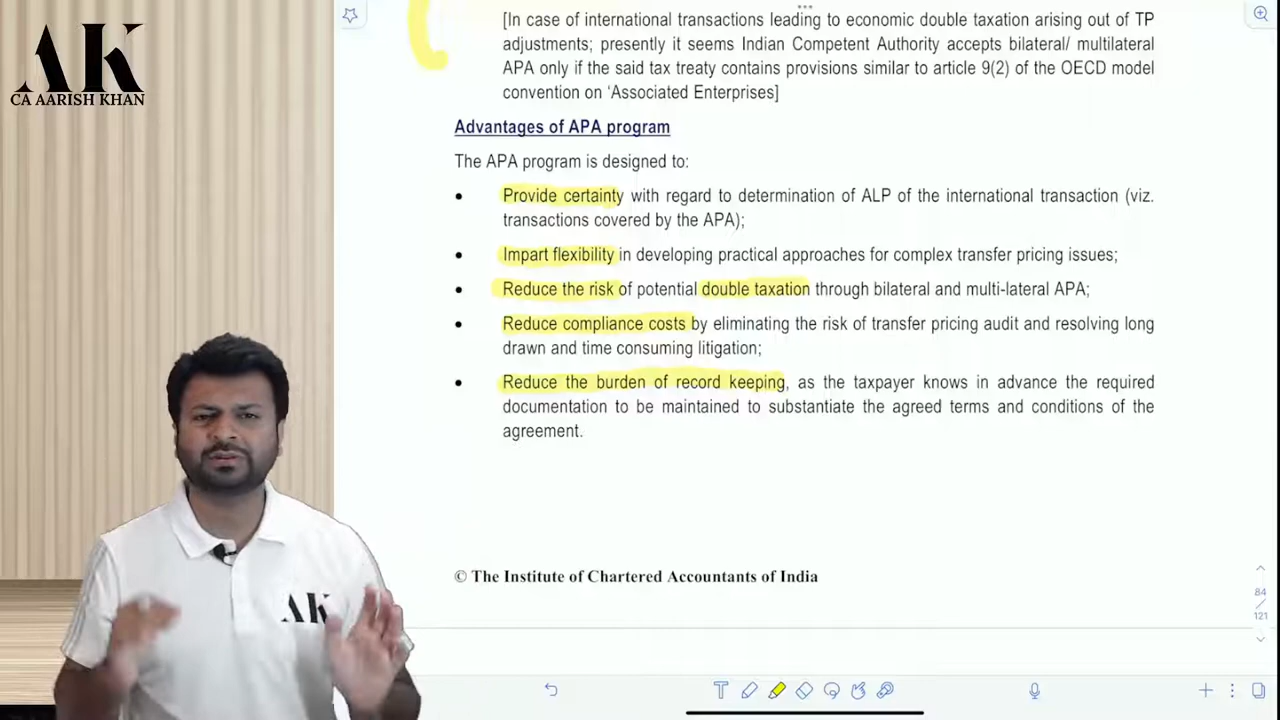 AK
CA AARISH KHAN
[In case of international transactions leading to economic double taxation arising out of TP
adjustments; presently it seems Indian Competent Authority accepts bilateral/ multilateral
APA only if the said tax treaty contains provisions similar to article 9(2) of the OECD model
convention on ‘Associated Enterprises]
Advantages of APA program
The APA program is designed to:
• Provide certainty with regard to determination of ALP of the international transaction (viz.
transactions covered by the APA);
• Impart flexibility in developing practical approaches for complex transfer pricing issues;
• Reduce the risk of potential double taxation through bilateral and multi-lateral APA;
• Reduce compliance costs by eliminating the risk of transfer pricing audit and resolving long
drawn and time consuming litigation;
• Reduce the burden of record keeping, as the taxpayer knows in advance the required
documentation to be maintained to substantiate the agreed terms and conditions of the
agreement.
© The Institute of Chartered Accountants of India
84
/
121
AK
T